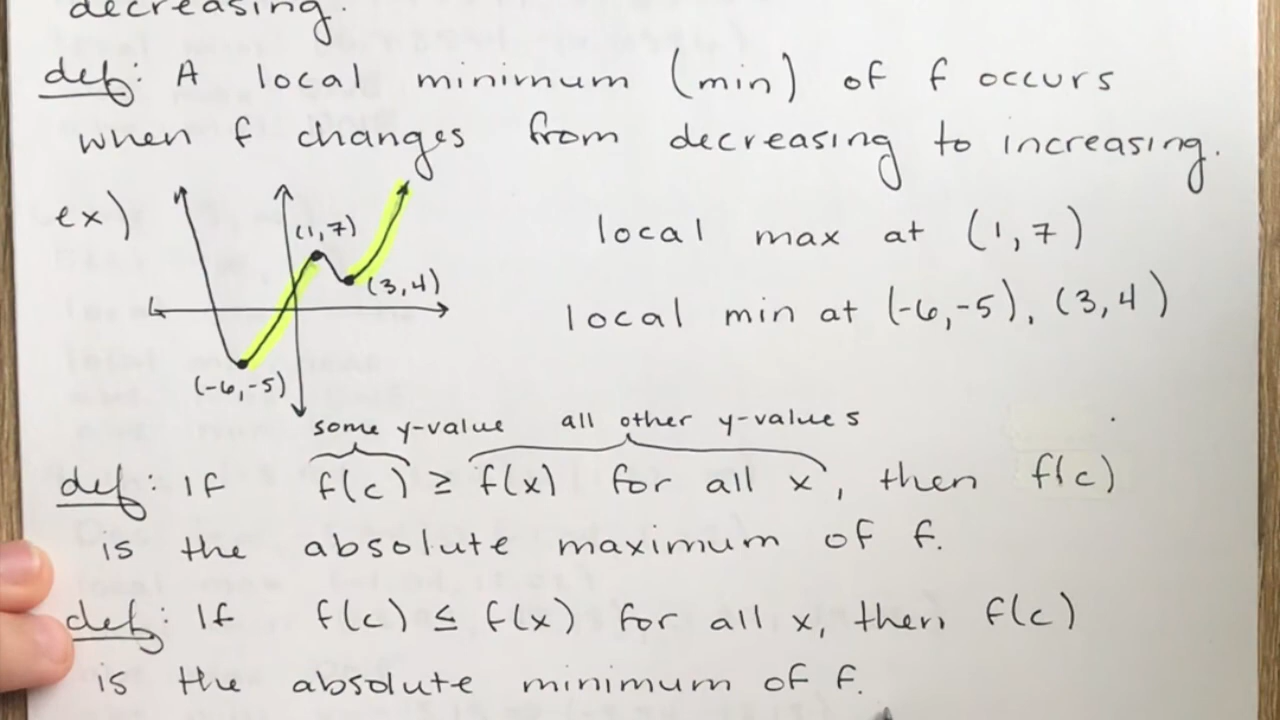 decreasing.
def: A local minimum (min) of f occurs
when f changes from decreasing to increasing.
ex)
(1,7)
(3,4)
(-6,-5)
local max at (1,7)
local min at (-6,-5), (3,4)
some y-value all other y-values
def: If f(c) ≥ f(x) for all x, then f(c)
is the absolute maximum of f.
def: If f(c) ≤ f(x) for all x, then f(c)
is the absolute minimum of f.